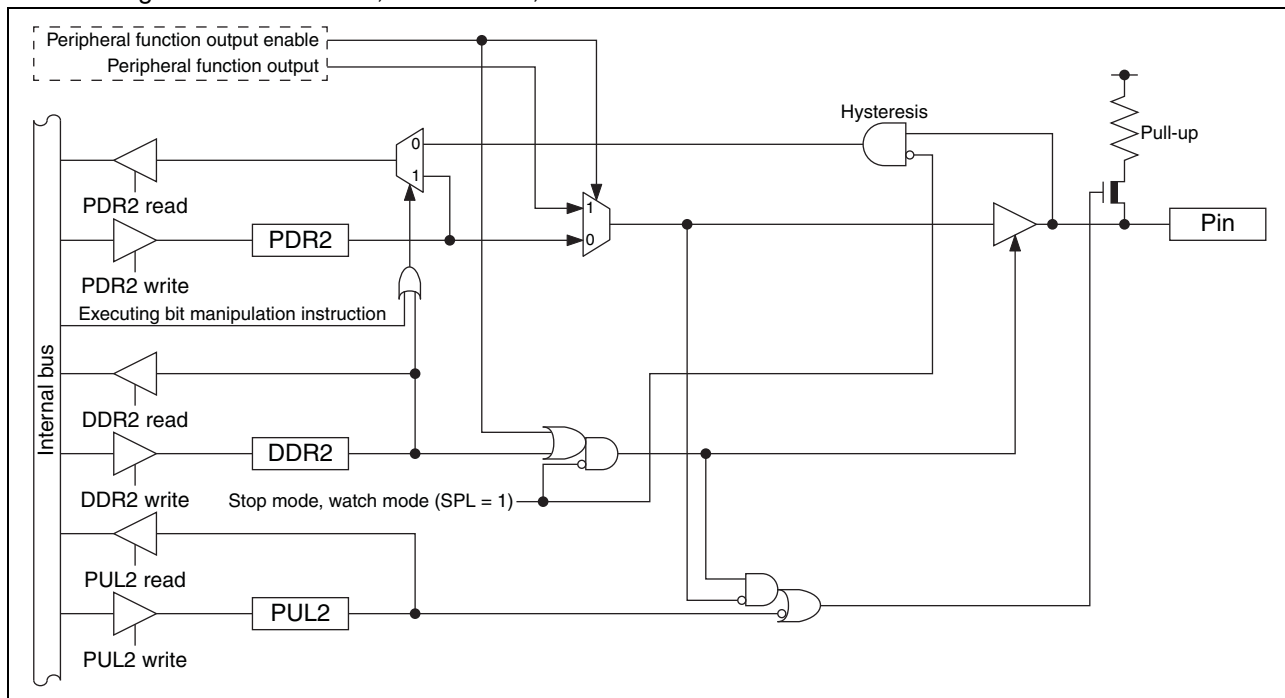 Peripheral function output enable
Peripheral function output
Hysteresis
Pull-up
0
1
PDR2 read
1
PDR2
0
Pin
PDR2 write
Executing bit manipulation instruction
Internal bus
DDR2 read
DDR2
DDR2 write
Stop mode, watch mode (SPL = 1)
PUL2 read
PUL2
PUL2 write